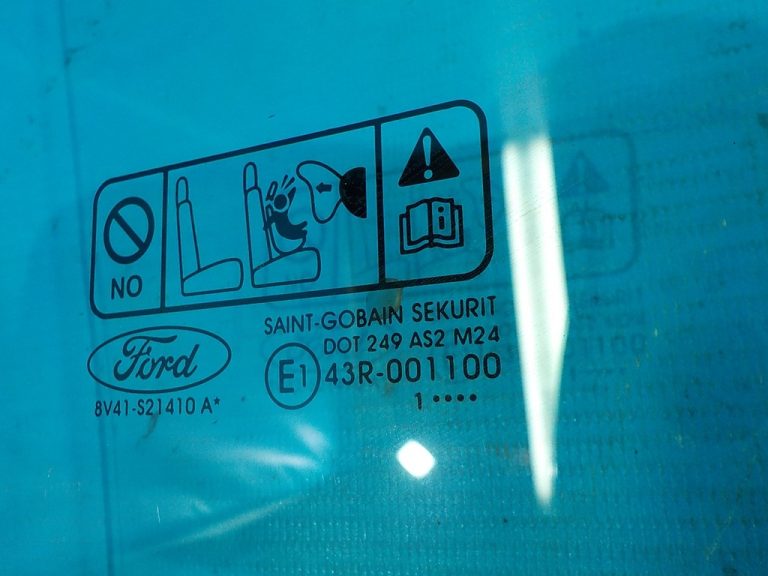 NO
SAINT-GOBAIN SEKURIT
DOT 249 AS2 M24
E1 43R-001100
1 ••••
Ford
8V41-S21410 A*